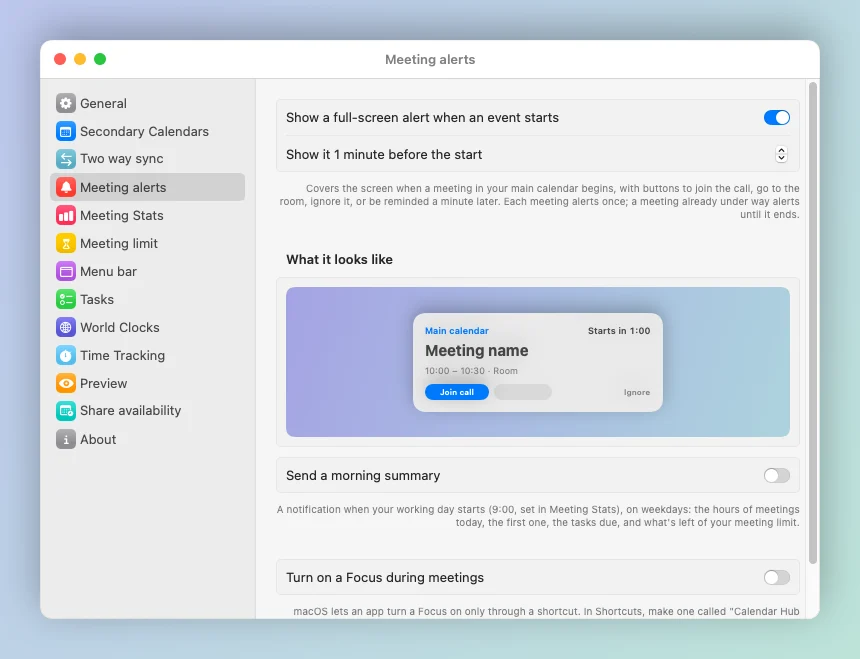 Meeting alerts
General
Secondary Calendars
Two way sync
Meeting alerts
Meeting Stats
Meeting limit
Menu bar
Tasks
World Clocks
Time Tracking
Preview
Share availability
About
Show a full-screen alert when an event starts
Show it 1 minute before the start
Covers the screen when a meeting in your main calendar begins, with buttons to join the call, go to the
room, ignore it, or be reminded a minute later. Each meeting alerts once; a meeting already under way alerts
until it ends.
What it looks like
Main calendar
Starts in 1:00
Meeting name
10:00 – 10:30 · Room
Join call
Ignore
Send a morning summary
A notification when your working day starts (9:00, set in Meeting Stats), on weekdays: the hours of meetings
today, the first one, the tasks due, and what's left of your meeting limit.
Turn on a Focus during meetings
macOS lets an app turn a Focus on only through a shortcut. In Shortcuts, make one called "Calendar Hub